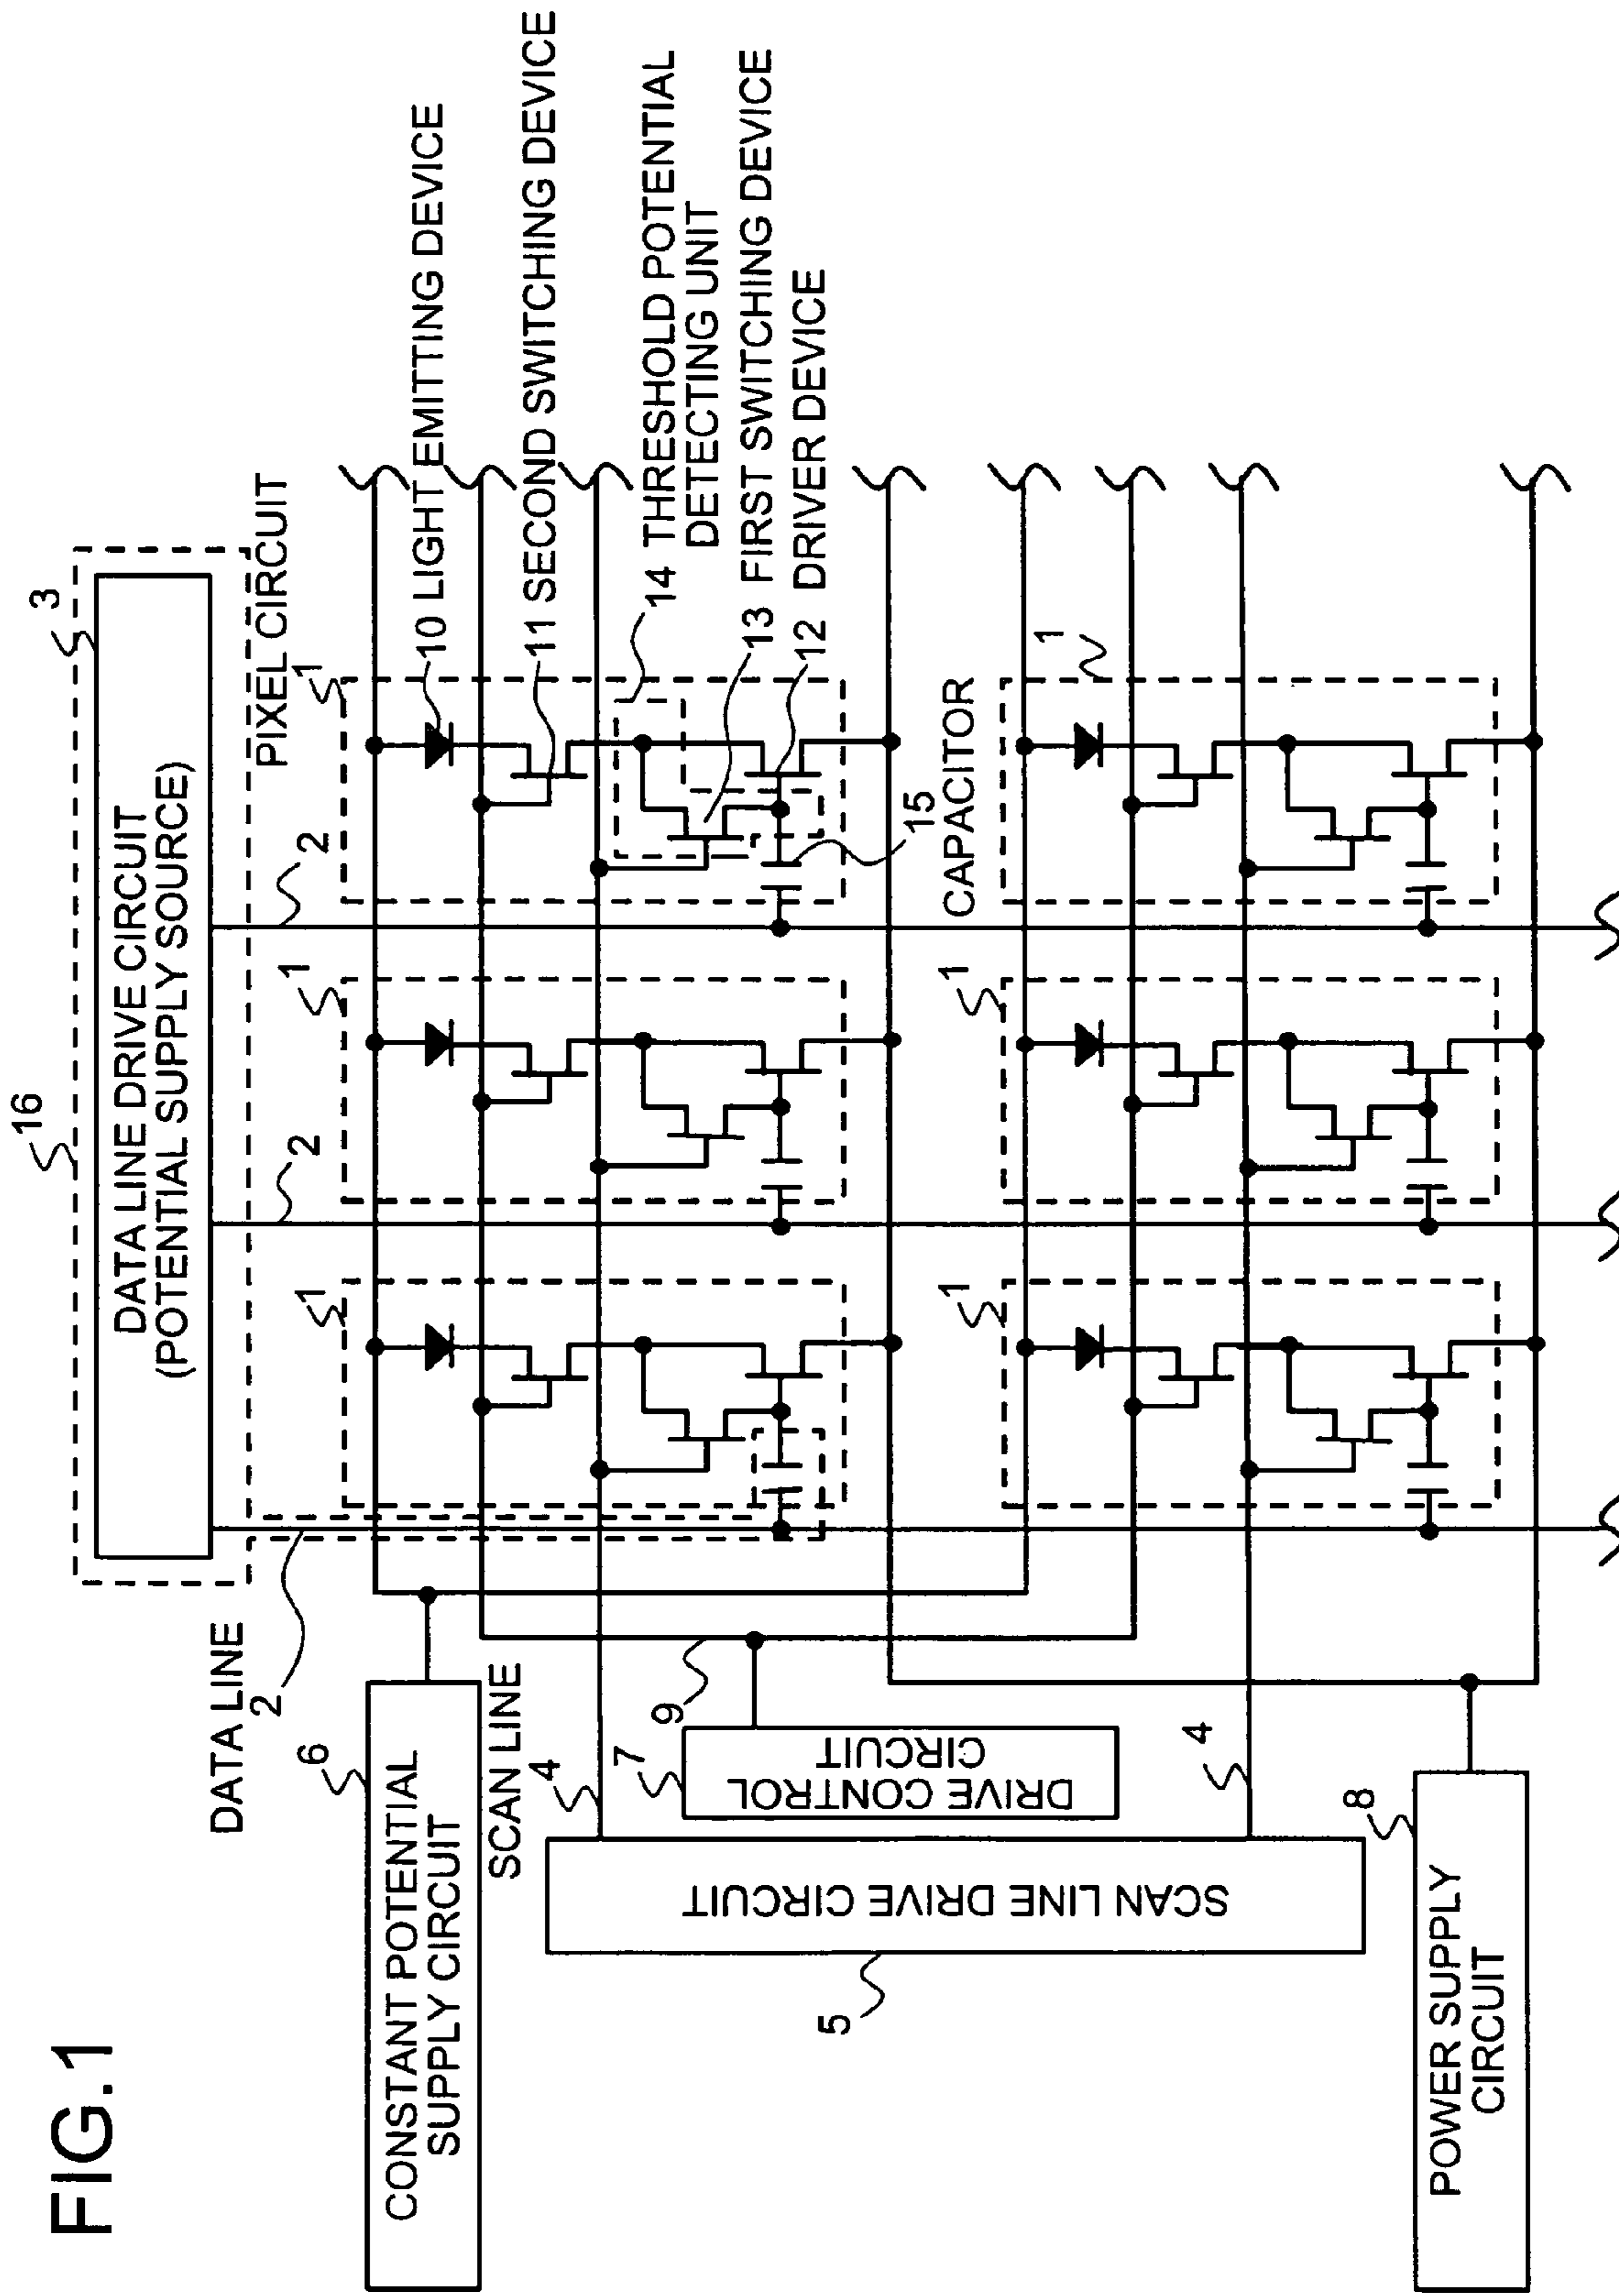 FIG.1
16
3
DATA LINE DRIVE CIRCUIT
(POTENTIAL SUPPLY SOURCE)
DATA LINE
2
2
2
PIXEL CIRCUIT
1
1
1
10 LIGHT EMITTING DEVICE
11 SECOND SWITCHING DEVICE
14 THRESHOLD POTENTIAL
DETECTING UNIT
13 FIRST SWITCHING DEVICE
12 DRIVER DEVICE
15
CAPACITOR
6
CONSTANT POTENTIAL
SUPPLY CIRCUIT
SCAN LINE
4
9
7
DRIVE CONTROL
CIRCUIT
4
SCAN LINE DRIVE CIRCUIT
5
8
POWER SUPPLY
CIRCUIT
1
1
1